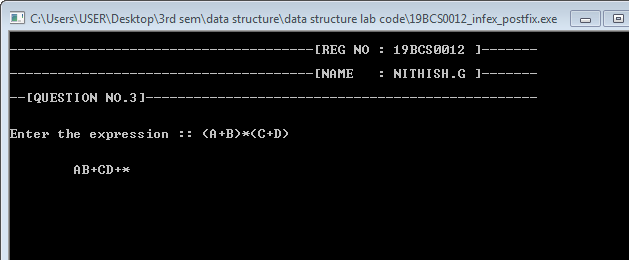 C:\Users\USER\Desktop\3rd sem\data structure\data structure lab code\19BCS0012_infex_postfix.exe
--------------------------------------[REG NO : 19BCS0012 ]-------
--------------------------------------[NAME   : NITHISH.G ]-------
--[QUESTION NO.3]-------------------------------------------------
Enter the expression :: (A+B)*(C+D)
AB+CD+*